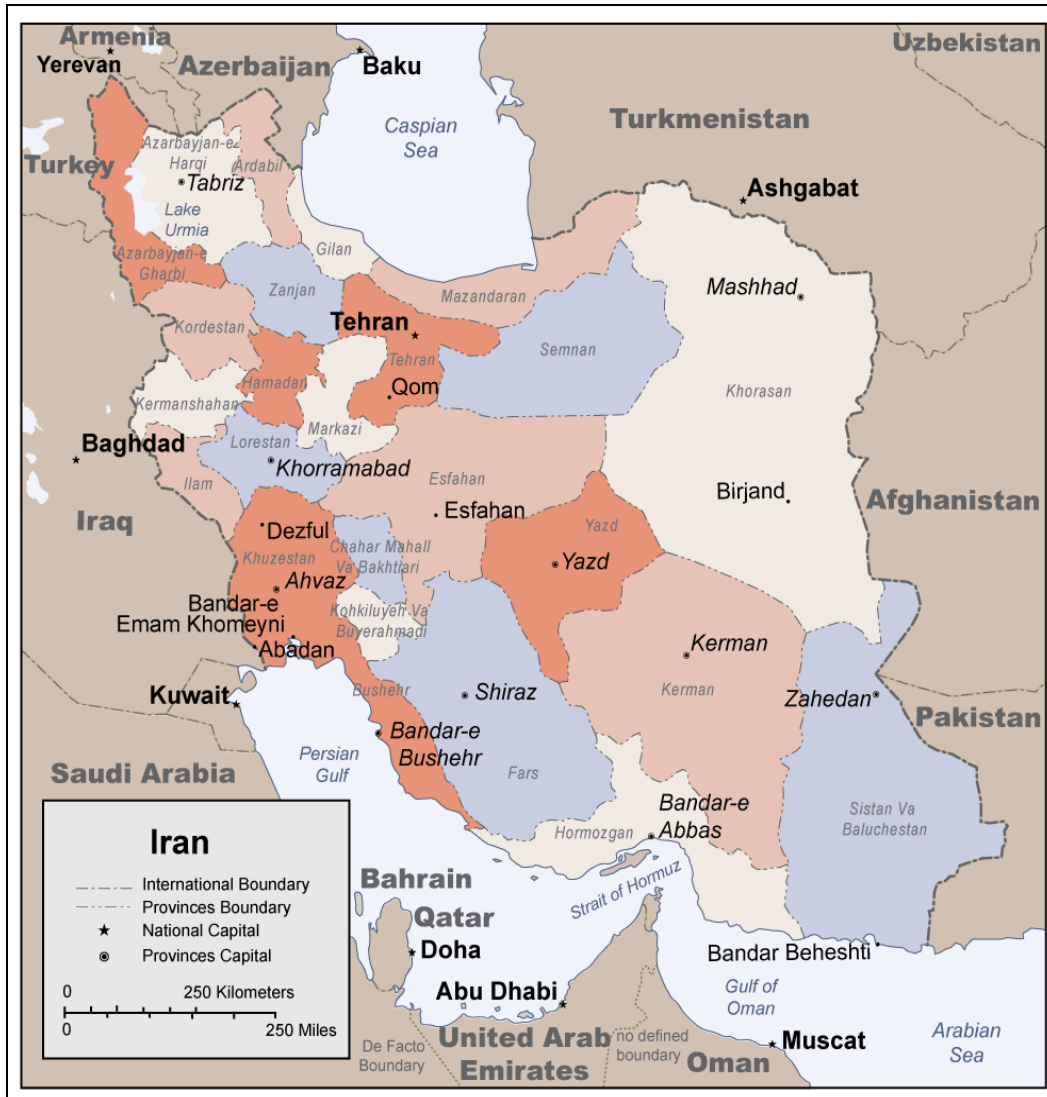 Armenia
Yerevan
Azerbaijan
Baku
Uzbekistan
Caspian
Sea
Turkmenistan
Turkey
Azarbayjan-e
Harqi
Ardabil
Tabriz
Lake
Urmia
Ashgabat
Gilan
Azarbayjan-e
Gharbi
Zanjan
Mazandaran
Mashhad
Kordestan
Tehran
Tehran
Semnan
Hamadan
Qom
Khorasan
Kermanshahan
Markazi
Baghdad
Lorestan
Khorramabad
Ilam
Esfahan
Esfahan
Birjand
Afghanistan
Iraq
Dezful
Khuzestan
Chahar Mahall
Va Bakhtiari
Yazd
Yazd
Ahvaz
Bandar-e
Emam Khomeyni
Kohkiluyeh Va
Buyerahmadi
Abadan
Kerman
Kerman
Kuwait
Bushehr
Shiraz
Zahedan
Pakistan
Bandar-e
Bushehr
Persian
Gulf
Saudi Arabia
Fars
Bandar-e
Abbas
Hormozgan
Sistan Va
Baluchestan
Iran
International Boundary
Provinces Boundary
National Capital
Provinces Capital
0 250 Kilometers
0 250 Miles
Bahrain
Strait of Hormuz
Qatar
Doha
Bandar Beheshti
Abu Dhabi
Gulf of
Oman
De Facto
Boundary
United Arab
Emirates
no defined
boundary
Oman
Muscat
Arabian
Sea